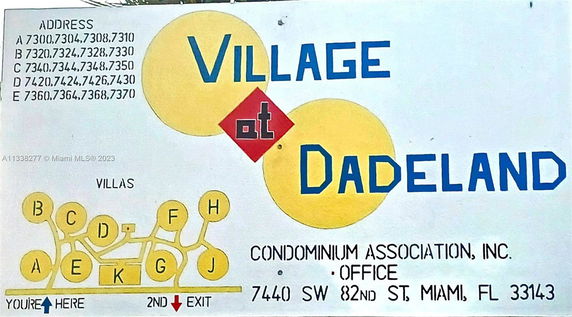 ADDRESS
A 7300,7304,7308,7310
B 7320,7324,7328,7330
C 7340,7344,7348,7350
D 7420,7424,7426,7430
E 7360,7364,7368,7370
VILLAGE
at
DADELAND
A11338277 © Miami MLS® 2023
VILLAS
B C D F H
A E K G J
YOU'RE HERE 2ND EXIT
CONDOMINIUM ASSOCIATION, INC.
OFFICE
7440 SW 82ND ST, MIAMI, FL 33143